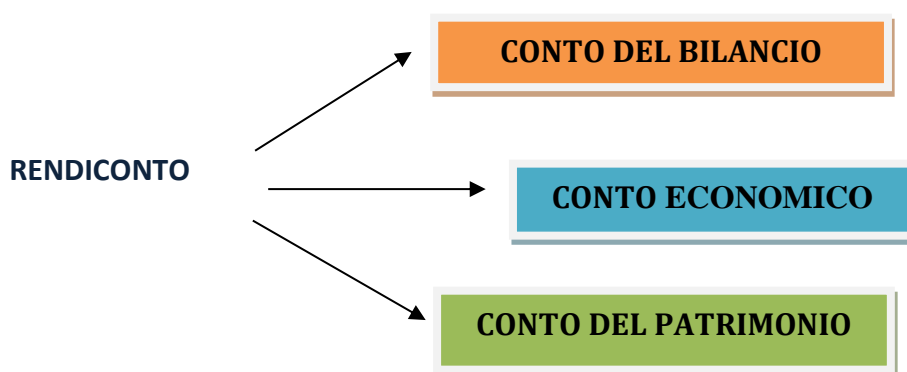 CONTO DEL BILANCIO
RENDICONTO
CONTO ECONOMICO
CONTO DEL PATRIMONIO